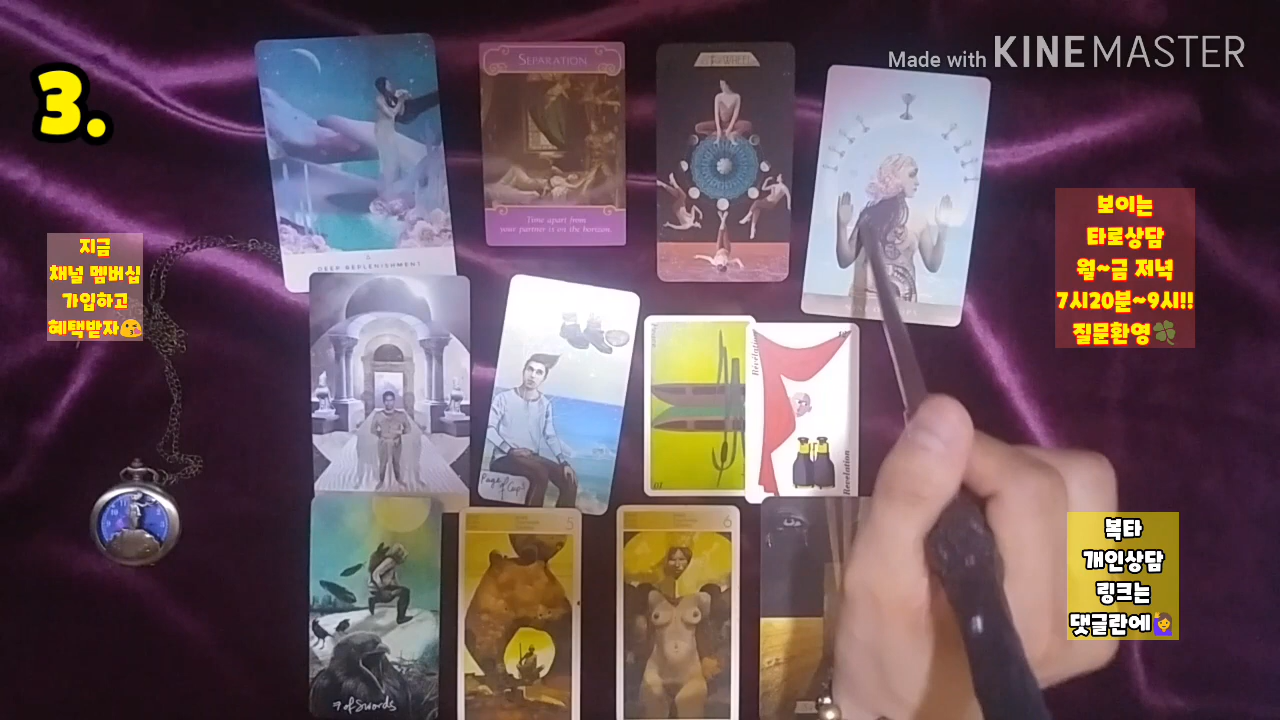 3.
Made with KINEMASTER
SEPARATION
Time apart from
your partner is on the horizon.
DEEP REPLENISHMENT
지금
채널 멤버십
가입하고
혜택받자😘
보이는
타로상담
월~금 저녁
7시20분~9시!!
질문환영🍀
Page
of Cups
Revelation
Revelation
5
6
7 of Swords
복타
개인상담
링크는
댓글란에🙋‍♀️